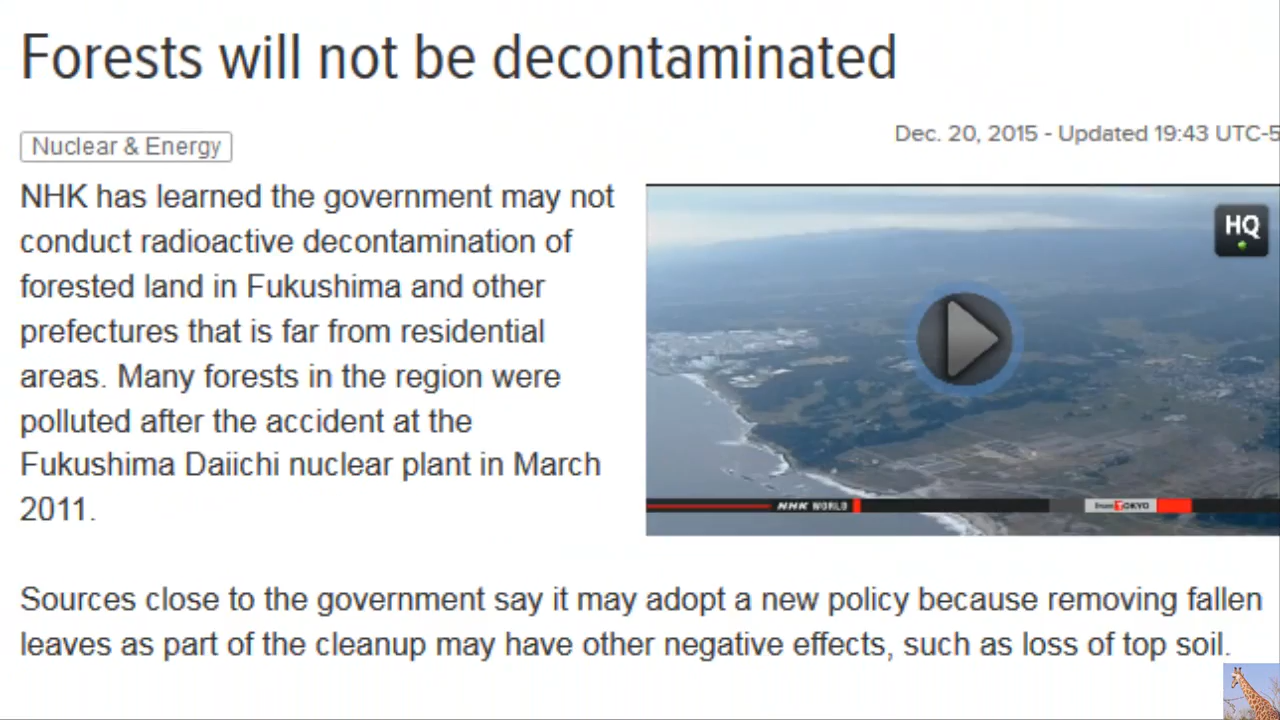 Forests will not be decontaminated
Nuclear & Energy
Dec. 20, 2015 - Updated 19:43 UTC-5
NHK has learned the government may not
conduct radioactive decontamination of
forested land in Fukushima and other
prefectures that is far from residential
areas. Many forests in the region were
polluted after the accident at the
Fukushima Daiichi nuclear plant in March
2011.
HQ
NHK WORLD
from TOKYO
Sources close to the government say it may adopt a new policy because removing fallen
leaves as part of the cleanup may have other negative effects, such as loss of top soil.